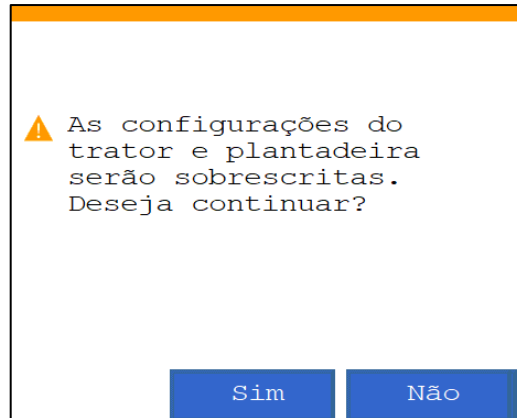 As configurações do
trator e plantadeira
serão sobrescritas.
Deseja continuar?
Sim Não